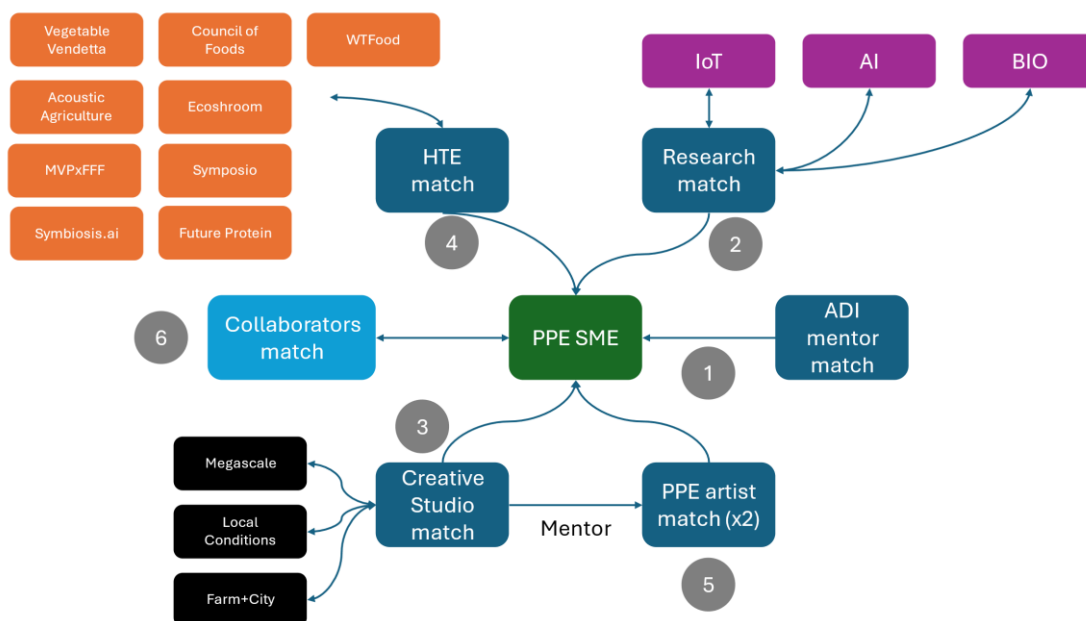 Vegetable
Vendetta
Council of
Foods
WTFood
IoT
AI
BIO
Acoustic
Agriculture
Ecoshroom
HTE
match
Research
match
MVPxFFF
Symposio
Symbiosis.ai
Future Protein
4
2
6
Collaborators
match
PPE SME
ADI
mentor
match
1
3
Megascale
Creative
Studio
match
Mentor
PPE artist
match (x2)
Local
Conditions
5
Farm+City